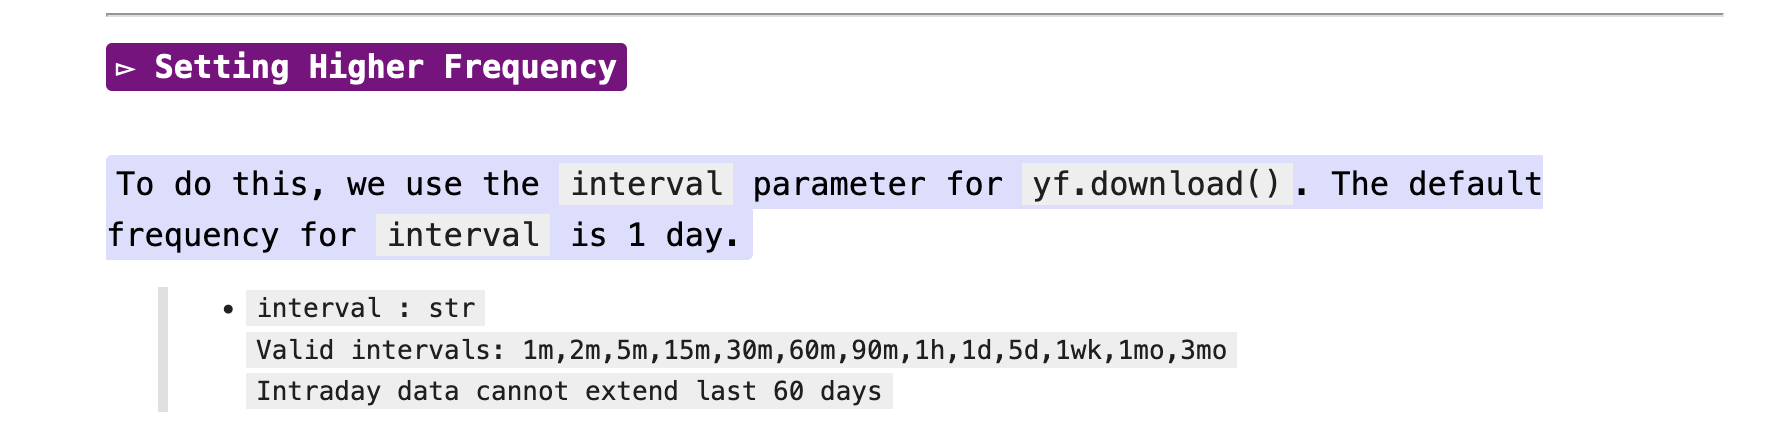 ▻ Setting Higher Frequency
To do this, we use the interval parameter for yf.download(). The default
frequency for interval is 1 day.
• interval : str
Valid intervals: 1m,2m,5m,15m,30m,60m,90m,1h,1d,5d,1wk,1mo,3mo
Intraday data cannot extend last 60 days